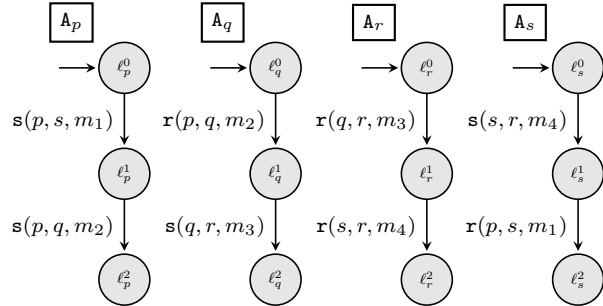 A_p A_q A_r A_s
ℓ_p^0 ℓ_q^0 ℓ_r^0 ℓ_s^0
s(p, s, m_1) r(p, q, m_2) r(q, r, m_3) s(s, r, m_4)
ℓ_p^1 ℓ_q^1 ℓ_r^1 ℓ_s^1
s(p, q, m_2) s(q, r, m_3) r(s, r, m_4) r(p, s, m_1)
ℓ_p^2 ℓ_q^2 ℓ_r^2 ℓ_s^2